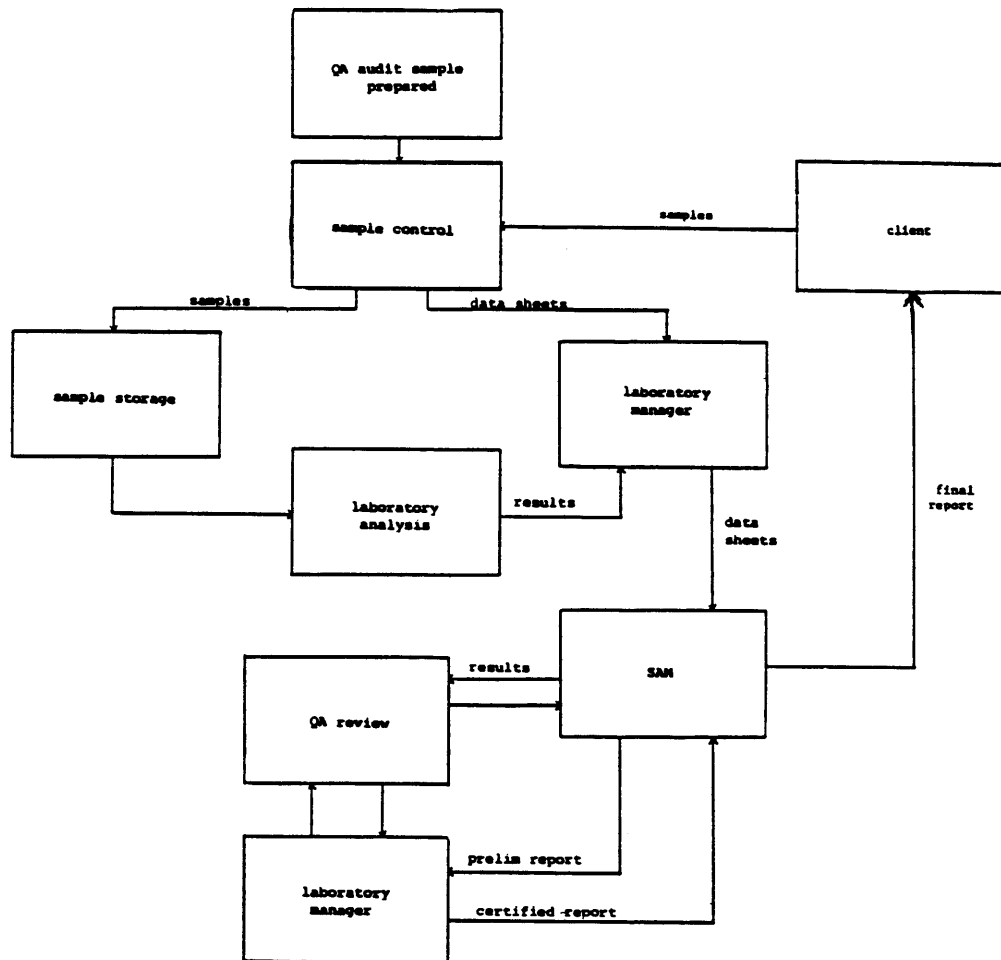 QA audit sample
prepared
sample control
samples
client
samples
data sheets
sample storage
laboratory
manager
laboratory
analysis
results
data
sheets
final
report
results
SAM
QA review
prelim report
laboratory
manager
certified report